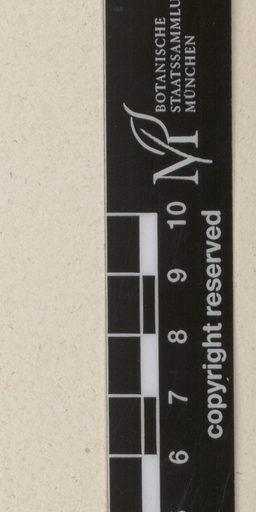 BOTANISCHE
STAATSSAMMLU
MÜNCHEN
M
10
9
8
7
6
copyright reserved